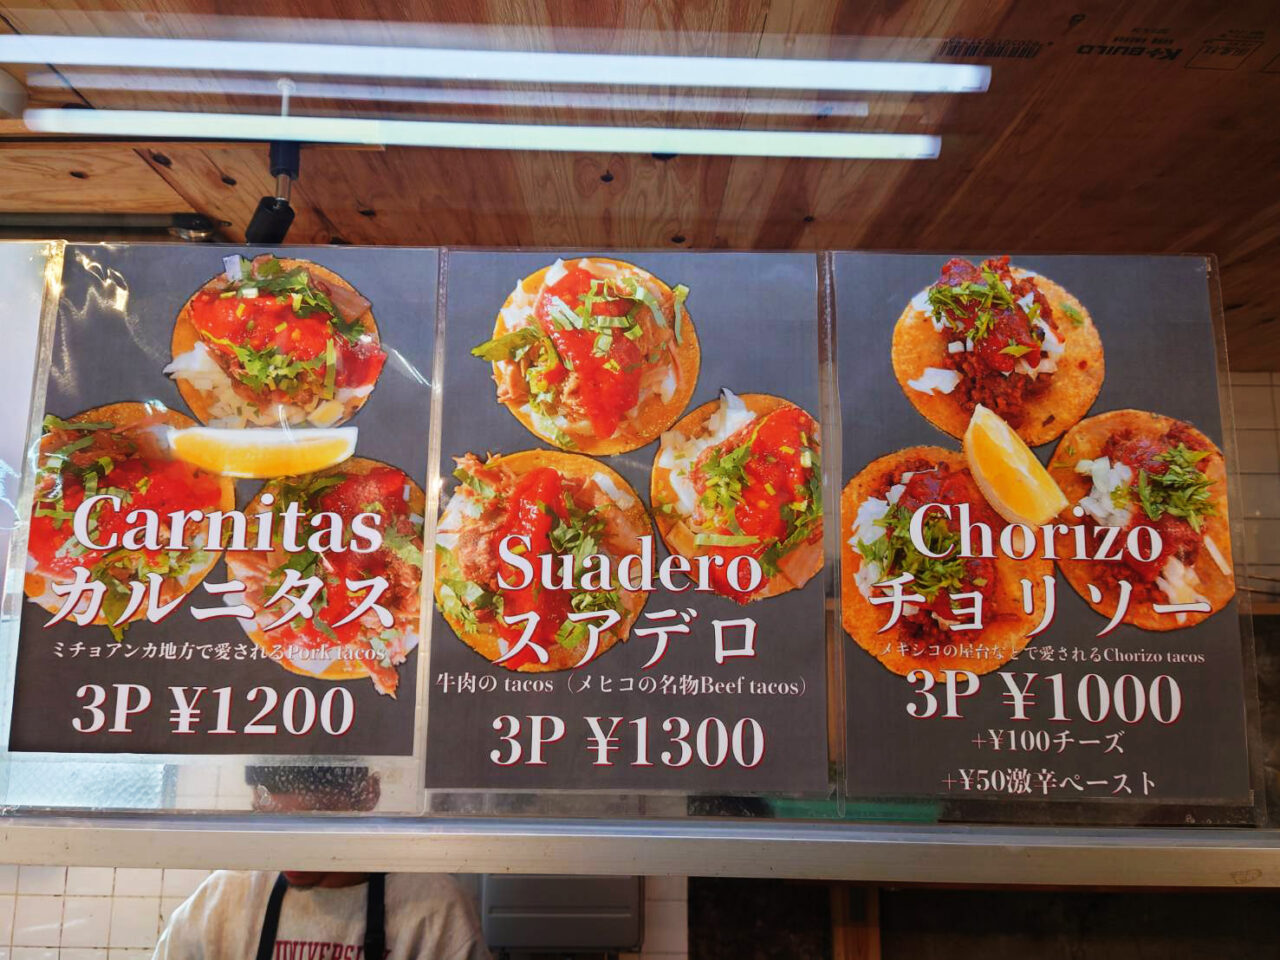 K+BUILD
Carnitas
カルニタス
ミチョアンカ地方で愛されるPork tacos
3P ¥1200
Suadero
スアデロ
牛肉の tacos（メヒコの名物Beef tacos）
3P ¥1300
Chorizo
チョリソー
メキシコの屋台などで愛されるChorizo tacos
3P ¥1000
+¥100チーズ
+¥50激辛ペースト